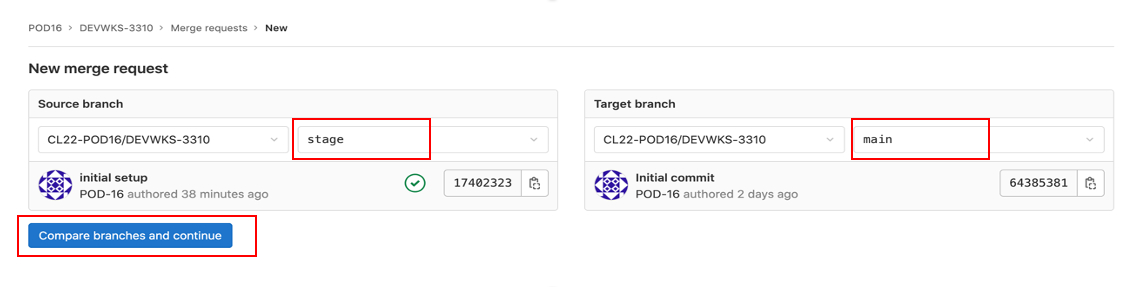 POD16 > DEVWKS-3310 > Merge requests > New
New merge request
Source branch
CL22-POD16/DEVWKS-3310 stage
initial setup
POD-16 authored 38 minutes ago
17402323
Target branch
CL22-POD16/DEVWKS-3310 main
Initial commit
POD-16 authored 2 days ago
64385381
Compare branches and continue